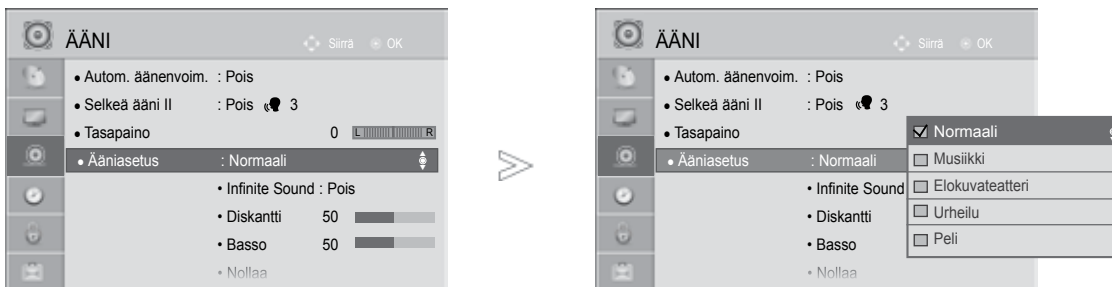 ÄÄNI Siirrä OK
• Autom. äänenvoim. : Pois
• Selkeä ääni II : Pois 3
• Tasapaino 0 L R
• Ääniasetus : Normaali
• Infinite Sound : Pois
• Diskantti 50
• Basso 50
• Nollaa
ÄÄNI Siirrä OK
• Autom. äänenvoim. : Pois
• Selkeä ääni II : Pois 3
• Tasapaino
• Ääniasetus : Normaali
• Infinite Sound
• Diskantti
• Basso
• Nollaa
Normaali
Musiikki
Elokuvateatteri
Urheilu
Peli